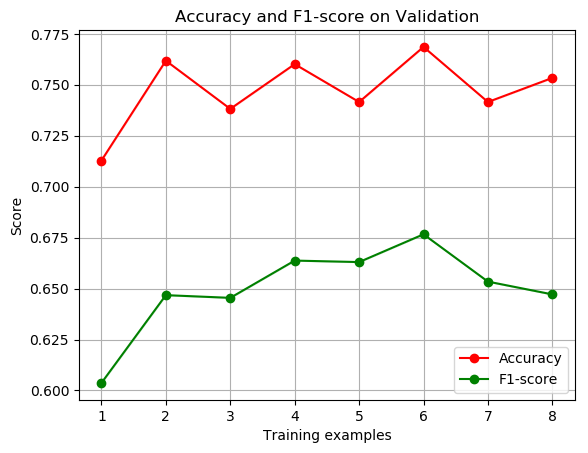 Accuracy and F1-score on Validation
0.775
0.750
0.725
0.700
0.675
0.650
0.625
0.600
Score
1 2 3 4 5 6 7 8
Training examples
Accuracy
F1-score